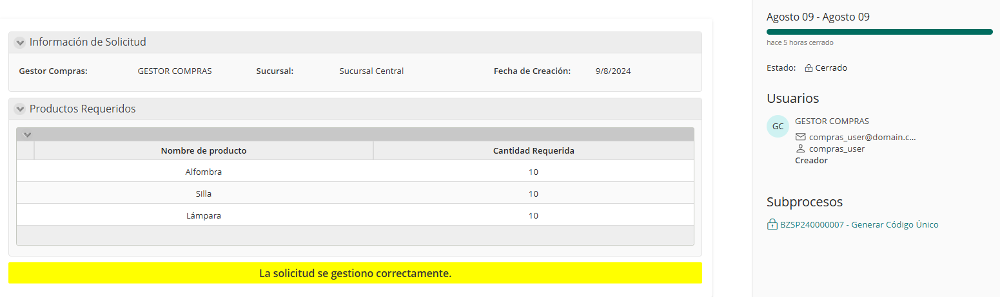 Información de Solicitud
Gestor Compras: GESTOR COMPRAS Sucursal: Sucursal Central Fecha de Creación: 9/8/2024
Productos Requeridos
Nombre de producto Cantidad Requerida
Alfombra 10
Silla 10
Lámpara 10
La solicitud se gestiono correctamente.
Agosto 09 - Agosto 09
hace 5 horas cerrado
Estado: Cerrado
Usuarios
GC GESTOR COMPRAS
compras_user@domain.c...
compras_user
Creador
Subprocesos
BZSP240000007 - Generar Código Único